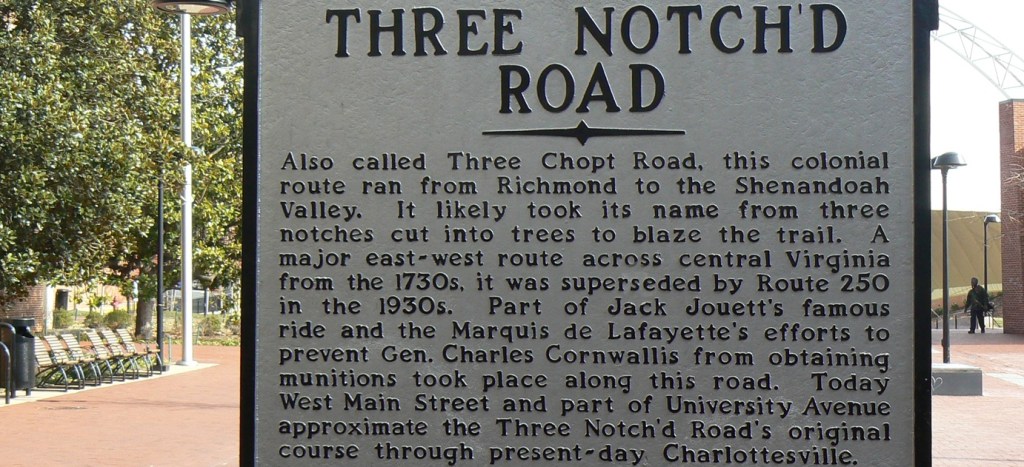 THREE NOTCH'D
ROAD
Also called Three Chopt Road, this colonial
route ran from Richmond to the Shenandoah
Valley. It likely took its name from three
notches cut into trees to blaze the trail. A
major east-west route across central Virginia
from the 1730s, it was superseded by Route 250
in the 1930s. Part of Jack Jouett's famous
ride and the Marquis de Lafayette's efforts to
prevent Gen. Charles Cornwallis from obtaining
munitions took place along this road. Today
West Main Street and part of University Avenue
approximate the Three Notch'd Road's original
course through present-day Charlottesville.